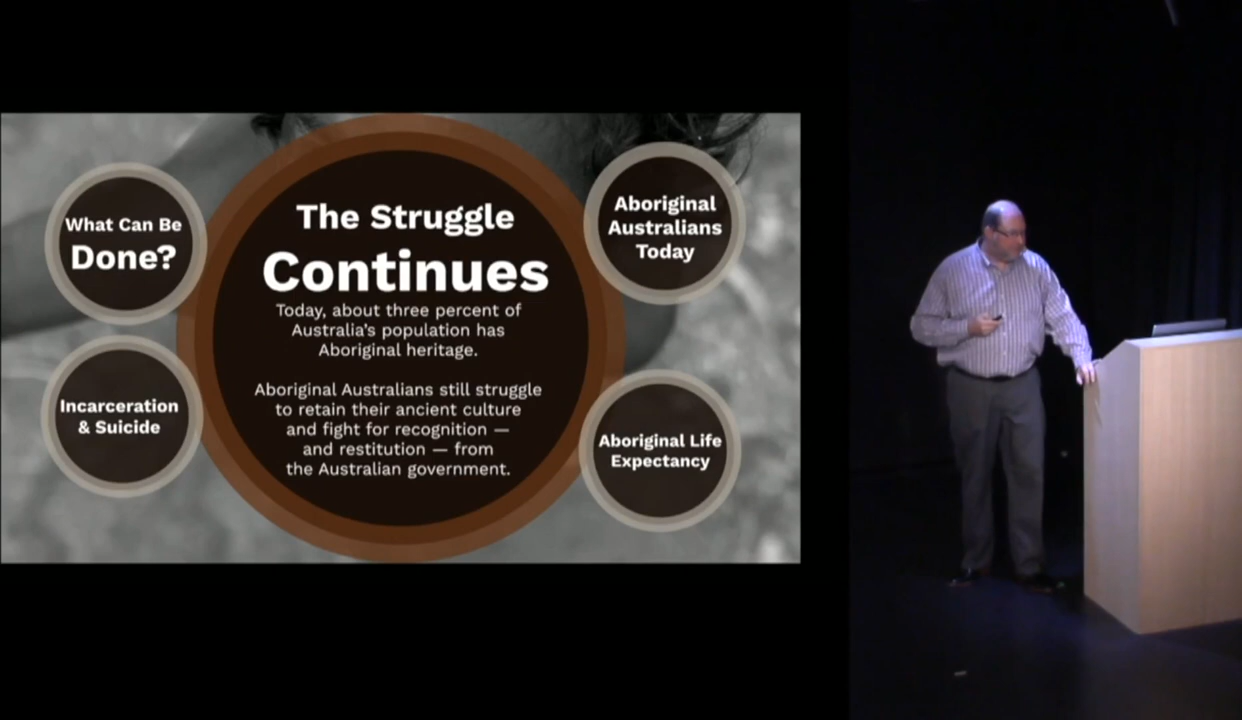 The Struggle
Continues
Today, about three percent of
Australia's population has
Aboriginal heritage.
Aboriginal Australians still struggle
to retain their ancient culture
and fight for recognition —
and restitution — from
the Australian government.
What Can Be
Done?
Incarceration
& Suicide
Aboriginal
Australians
Today
Aboriginal Life
Expectancy